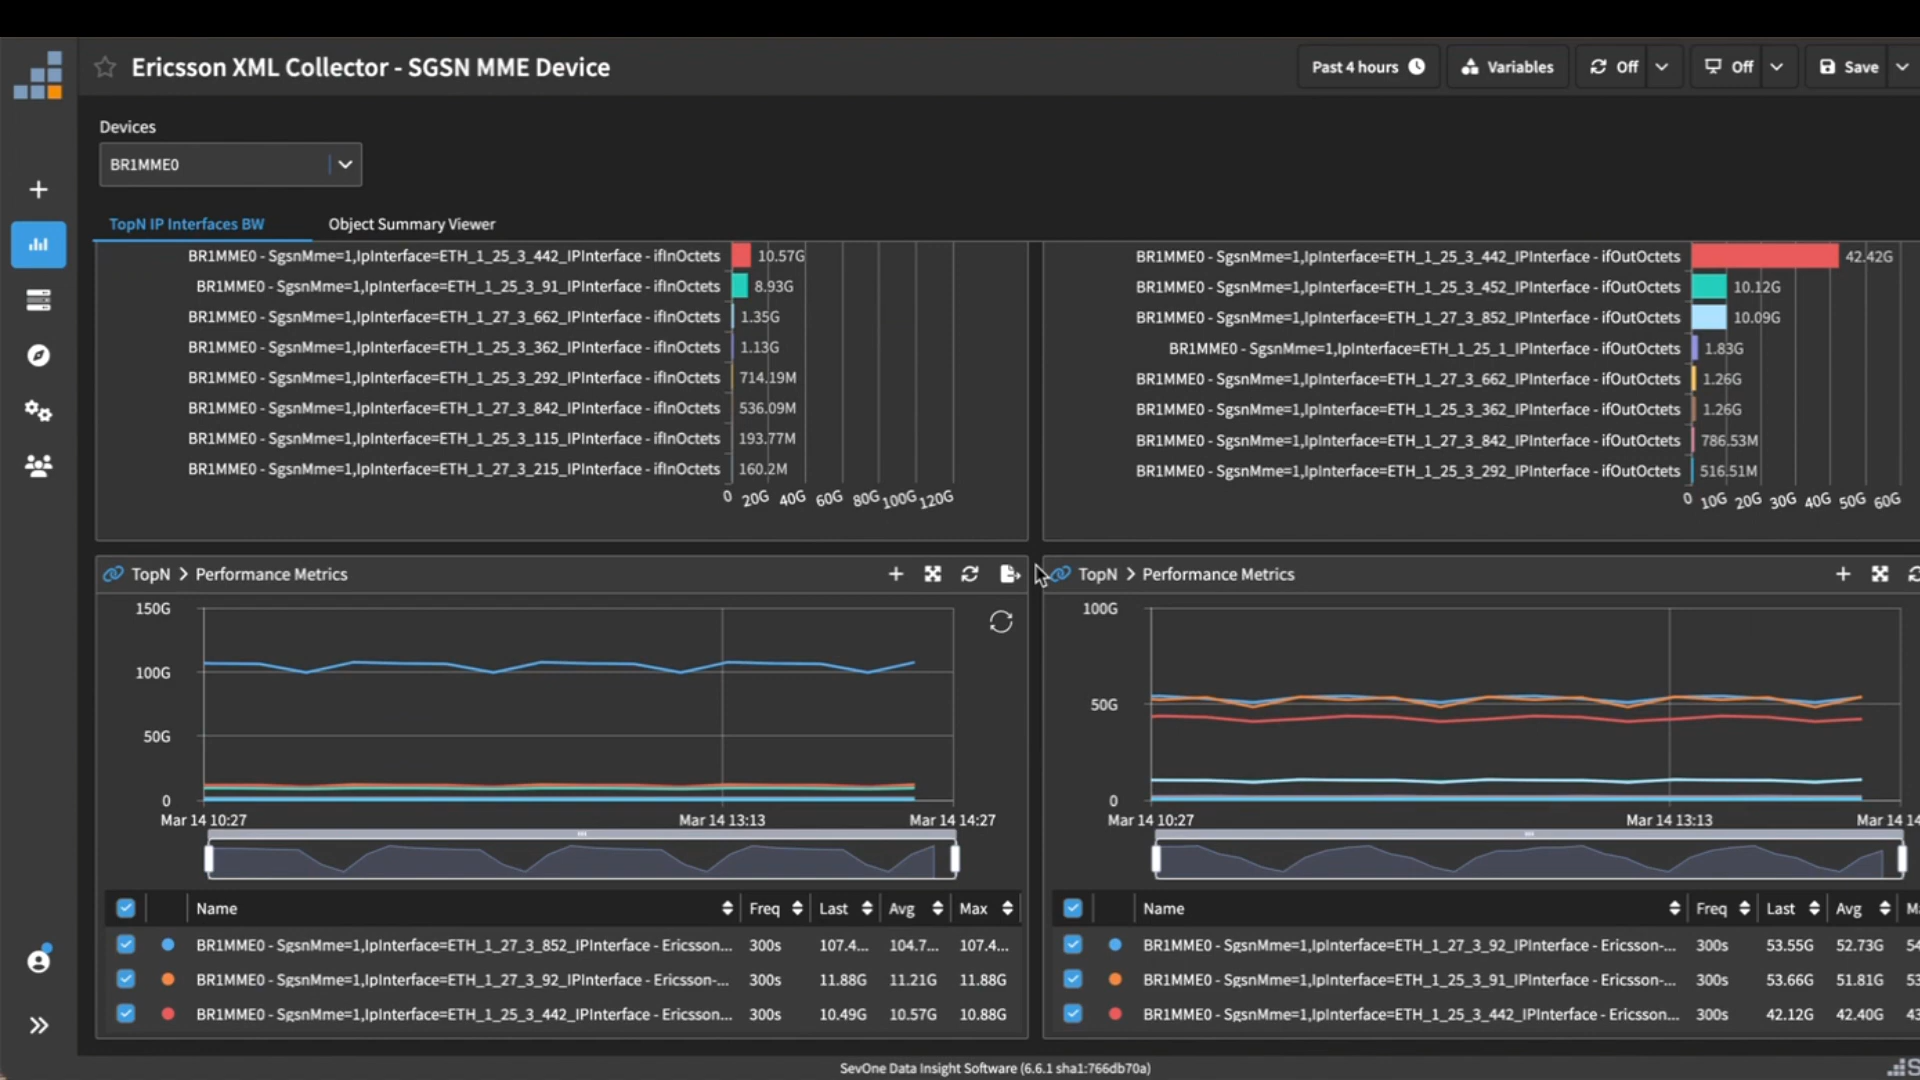 Ericsson XML Collector - SGSN MME Device
Past 4 hours
Variables
Off
Off
Save
Devices
BR1MME0
TopN IP Interfaces BW
Object Summary Viewer
BR1MME0 - SgsnMme=1,IpInterface=ETH_1_25_3_442_IPInterface - ifInOctets 10.57G
BR1MME0 - SgsnMme=1,IpInterface=ETH_1_25_3_91_IPInterface - ifInOctets 8.93G
BR1MME0 - SgsnMme=1,IpInterface=ETH_1_27_3_662_IPInterface - ifInOctets 1.35G
BR1MME0 - SgsnMme=1,IpInterface=ETH_1_25_3_362_IPInterface - ifInOctets 1.13G
BR1MME0 - SgsnMme=1,IpInterface=ETH_1_25_3_292_IPInterface - ifInOctets 714.19M
BR1MME0 - SgsnMme=1,IpInterface=ETH_1_27_3_842_IPInterface - ifInOctets 536.09M
BR1MME0 - SgsnMme=1,IpInterface=ETH_1_25_3_115_IPInterface - ifInOctets 193.77M
BR1MME0 - SgsnMme=1,IpInterface=ETH_1_27_3_215_IPInterface - ifInOctets 160.2M
0 20G 40G 60G 80G 100G 120G
BR1MME0 - SgsnMme=1,IpInterface=ETH_1_25_3_442_IPInterface - ifOutOctets 42.42G
BR1MME0 - SgsnMme=1,IpInterface=ETH_1_25_3_452_IPInterface - ifOutOctets 10.12G
BR1MME0 - SgsnMme=1,IpInterface=ETH_1_27_3_852_IPInterface - ifOutOctets 10.09G
BR1MME0 - SgsnMme=1,IpInterface=ETH_1_25_1_IPInterface - ifOutOctets 1.83G
BR1MME0 - SgsnMme=1,IpInterface=ETH_1_27_3_662_IPInterface - ifOutOctets 1.26G
BR1MME0 - SgsnMme=1,IpInterface=ETH_1_25_3_362_IPInterface - ifOutOctets 1.26G
BR1MME0 - SgsnMme=1,IpInterface=ETH_1_27_3_842_IPInterface - ifOutOctets 786.53M
BR1MME0 - SgsnMme=1,IpInterface=ETH_1_25_3_292_IPInterface - ifOutOctets 516.51M
0 10G 20G 30G 40G 50G 60G
TopN > Performance Metrics
150G
100G
50G
0
Mar 14 10:27 Mar 14 13:13 Mar 14 14:27
Name Freq Last Avg Max
BR1MME0 - SgsnMme=1,IpInterface=ETH_1_27_3_852_IPInterface - Ericsson... 300s 107.4... 104.7... 107.4...
BR1MME0 - SgsnMme=1,IpInterface=ETH_1_27_3_92_IPInterface - Ericsson-... 300s 11.88G 11.21G 11.88G
BR1MME0 - SgsnMme=1,IpInterface=ETH_1_25_3_442_IPInterface - Ericsson... 300s 10.49G 10.57G 10.88G
TopN > Performance Metrics
100G
50G
0
Mar 14 10:27 Mar 14 13:13 Mar 14 14
Name Freq Last Avg M
BR1MME0 - SgsnMme=1,IpInterface=ETH_1_27_3_92_IPInterface - Ericsson-... 300s 53.55G 52.73G 54
BR1MME0 - SgsnMme=1,IpInterface=ETH_1_25_3_91_IPInterface - Ericsson-... 300s 53.66G 51.81G 53
BR1MME0 - SgsnMme=1,IpInterface=ETH_1_25_3_442_IPInterface - Ericsson... 300s 42.12G 42.40G 43
SevOne Data Insight Software (6.6.1 sha1:766db70a)
S